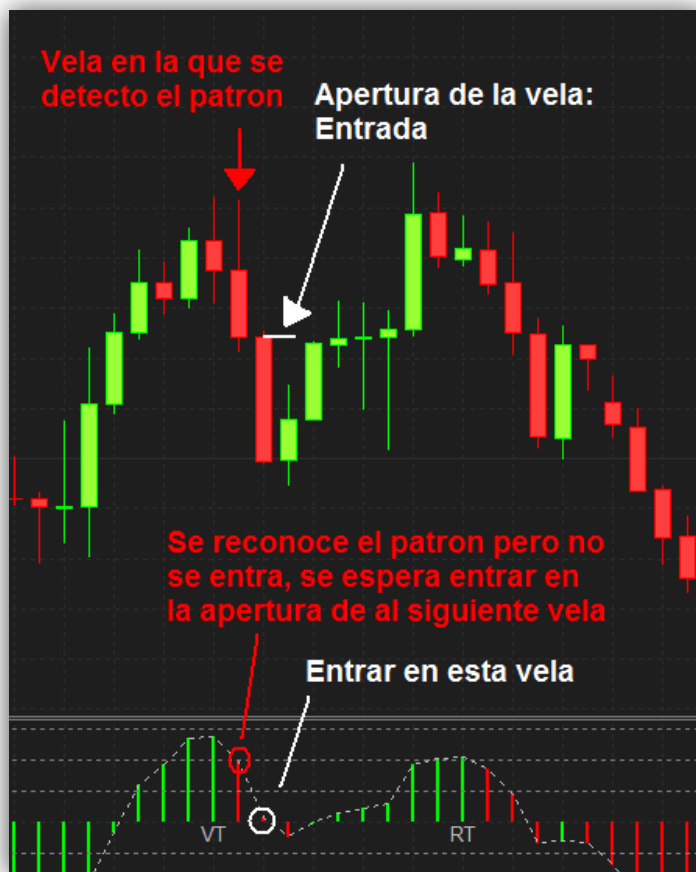 Vela en la que se
detecto el patron
Apertura de la vela:
Entrada
Se reconoce el patron pero no
se entra, se espera entrar en
la apertura de al siguiente vela
Entrar en esta vela
VT
RT